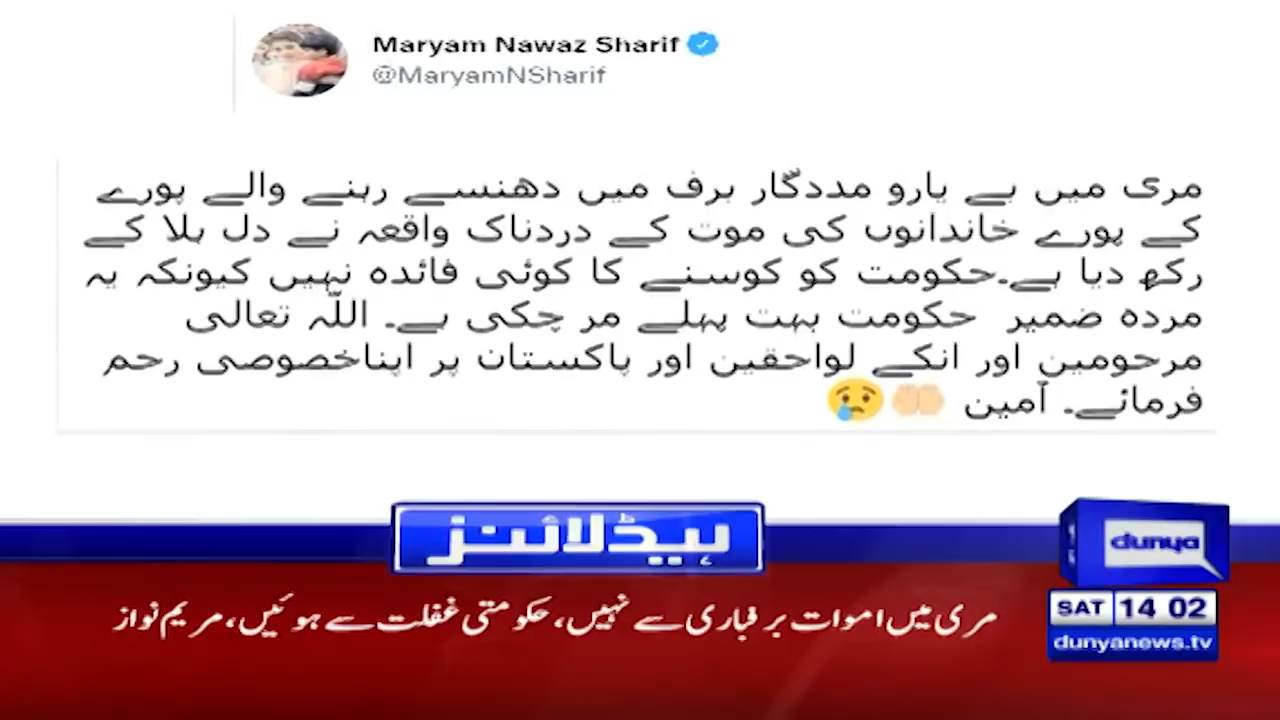 Maryam Nawaz Sharif
@MaryamNSharif
مری میں بے یارو مددگار برف میں دھنسے رہنے والے پورے
کے پورے خاندانوں کی موت کے دردناک واقعہ نے دل ہلا کے
رکھ دیا ہے۔حکومت کو کوسنے کا کوئی فائدہ نہیں کیونکہ یہ
مردہ ضمیر حکومت بہت پہلے مر چکی ہے۔ اللّہ تعالی
مرحومین اور انکے لواحقین اور پاکستان پر اپناخصوصی رحم
فرمائے۔ آمین 🤲🏻😢
ہیڈلائنز
dunya
مری میں اموات برفباری سے نہیں، حکومتی غفلت سے ہوئیں، مریم نواز
SAT 14 02
dunyanews.tv